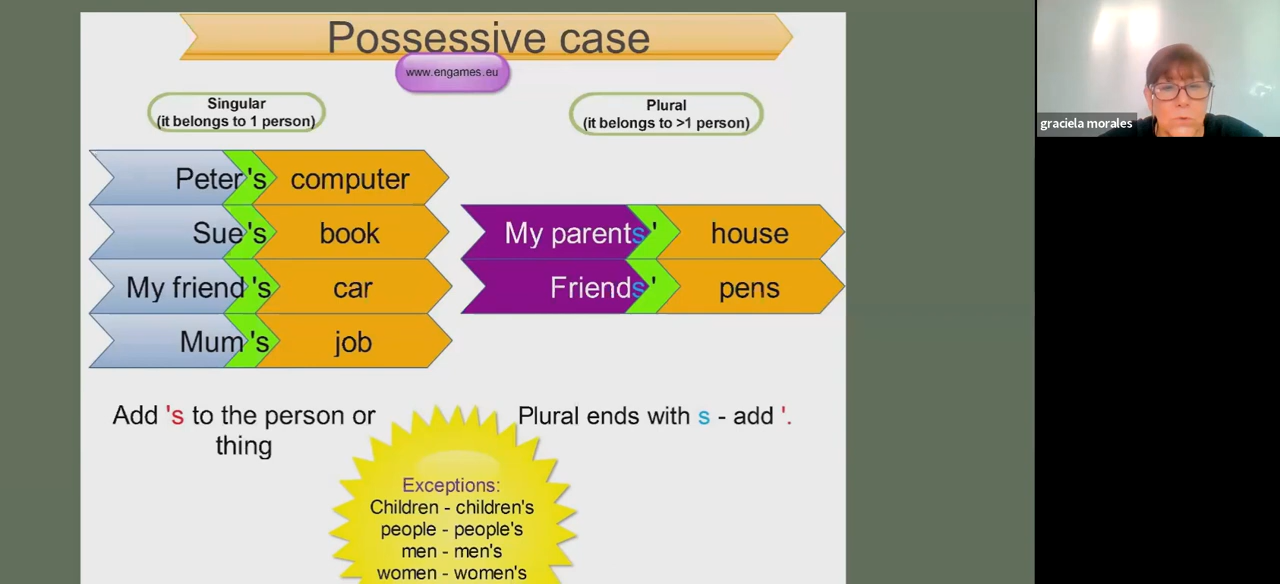 Possessive case
www.engames.eu
Singular
(it belongs to 1 person)
Plural
(it belongs to >1 person)
Peter's computer
Sue's book
My friend's car
Mum's job
My parents' house
Friends' pens
Add 's to the person or
thing
Plural ends with s - add '.
Exceptions:
Children - children's
people - people's
men - men's
women - women's
graciela morales